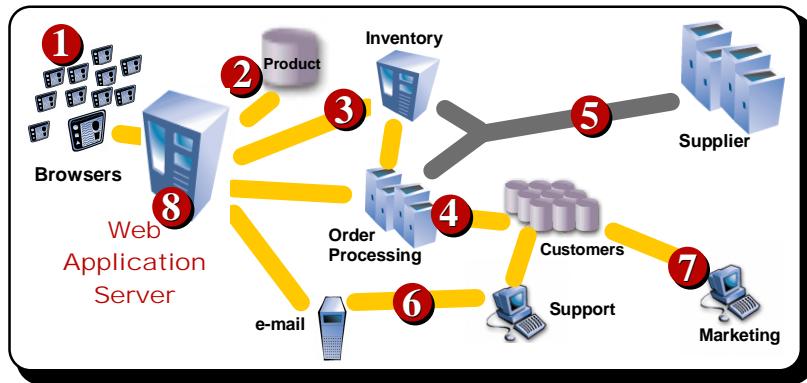 1
2
Product
Inventory
3
5
Supplier
Browsers
8
Web
Application
Server
Order
Processing
4
Customers
7
Marketing
e-mail
6
Support